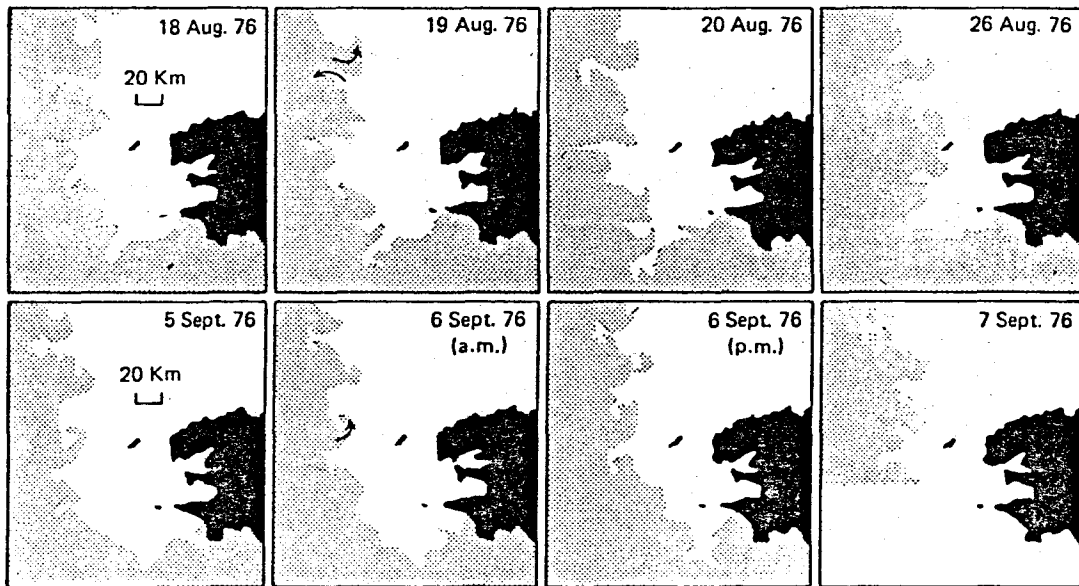 18 Aug. 76
20 Km
19 Aug. 76
20 Aug. 76
26 Aug. 76
5 Sept. 76
20 Km
6 Sept. 76
(a.m.)
6 Sept. 76
(p.m.)
7 Sept. 76